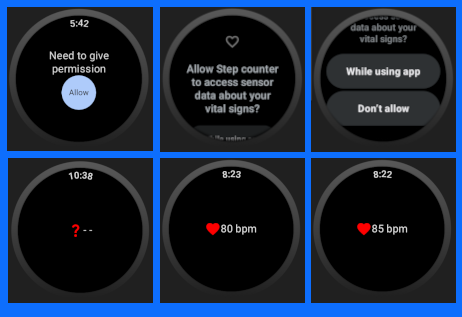 5:42
Need to give
permission
Allow
Allow Step counter
to access sensor
data about your
vital signs?
data about your
vital signs?
While using app
Don't allow
10:38
? --
8:23
80 bpm
8:22
85 bpm